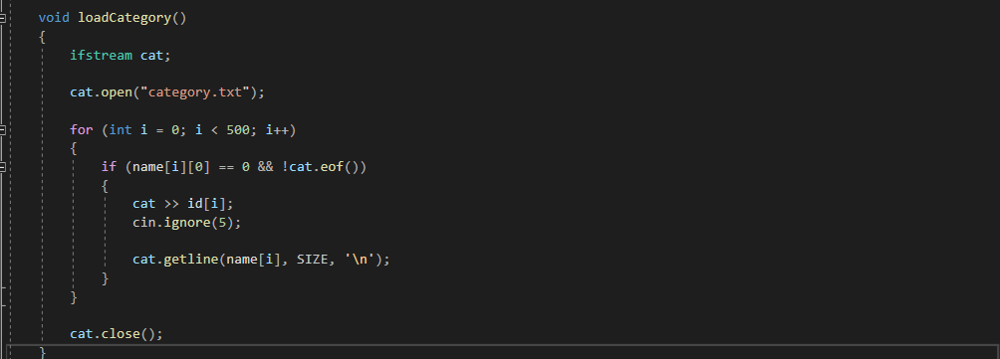 void loadCategory()
{
ifstream cat;
cat.open("category.txt");
for (int i = 0; i < 500; i++)
{
if (name[i][0] == 0 && !cat.eof())
{
cat >> id[i];
cin.ignore(5);
cat.getline(name[i], SIZE, '\n');
}
}
cat.close();
}